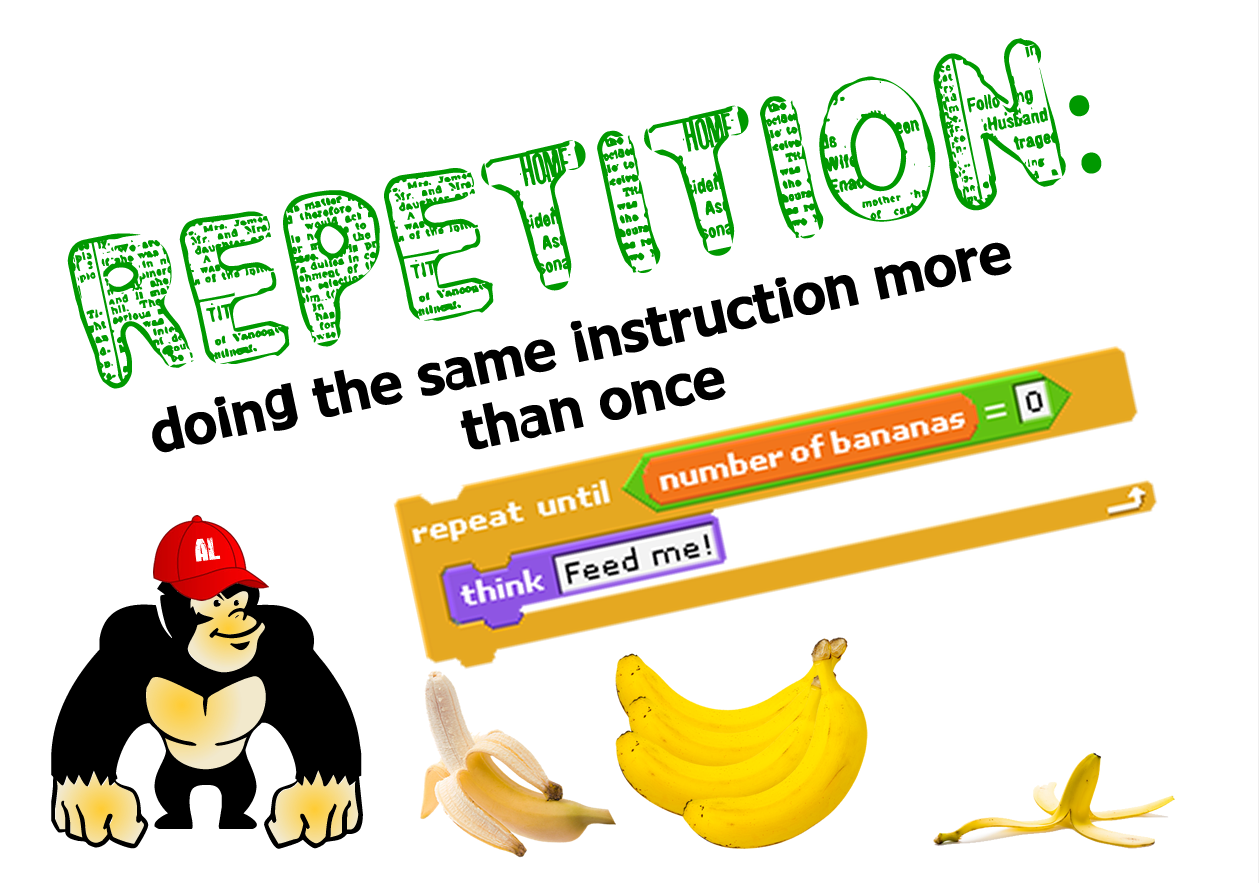 REPETITION:
doing the same instruction more
than once
repeat until number of bananas = 0
think Feed me!
AL